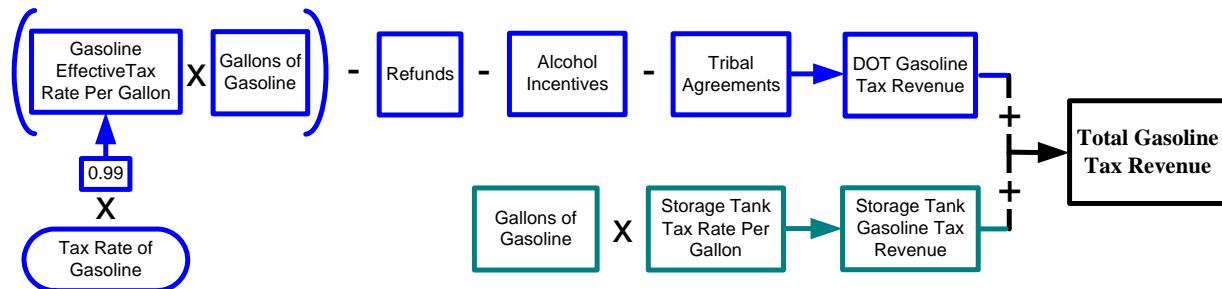 Gasoline
EffectiveTax
Rate Per Gallon
X
Gallons of
Gasoline
-
Refunds
-
Alcohol
Incentives
-
Tribal
Agreements
DOT Gasoline
Tax Revenue
+
0.99
X
Tax Rate of
Gasoline
Gallons of
Gasoline
X
Storage Tank
Tax Rate Per
Gallon
Storage Tank
Gasoline Tax
Revenue
+
Total Gasoline
Tax Revenue